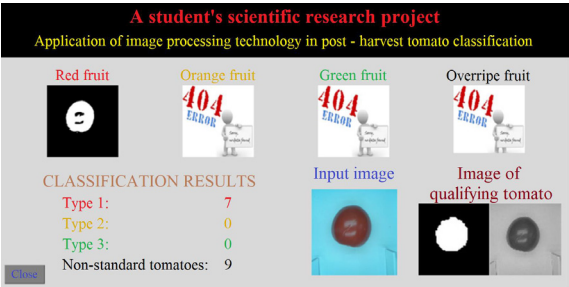 A student's scientific research project
Application of image processing technology in post - harvest tomato classification
Red fruit
Orange fruit
Green fruit
Overripe fruit
404
ERROR
404
ERROR
404
ERROR
CLASSIFICATION RESULTS
Type 1: 7
Type 2: 0
Type 3: 0
Non-standard tomatoes: 9
Input image
Image of
qualifying tomato
Close